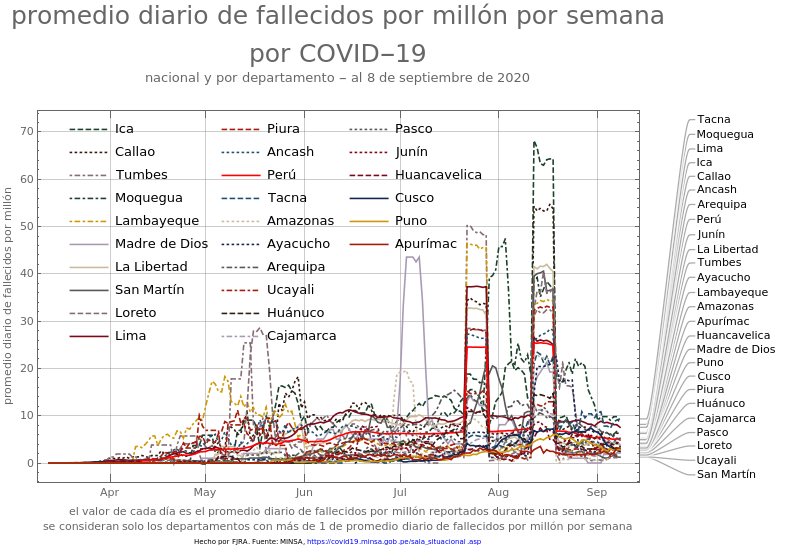 promedio diario de fallecidos por millón por semana
por COVID−19
nacional y por departamento − al 8 de septiembre de 2020
promedio diario de fallecidos por millón
70
60
50
40
30
20
10
0
Ica
Callao
Tumbes
Moquegua
Lambayeque
Madre de Dios
La Libertad
San Martín
Loreto
Lima
Piura
Ancash
Perú
Tacna
Amazonas
Ayacucho
Arequipa
Ucayali
Huánuco
Cajamarca
Pasco
Junín
Huancavelica
Cusco
Puno
Apurímac
Tacna
Moquegua
Lima
Ica
Callao
Ancash
Arequipa
Perú
Junín
La Libertad
Tumbes
Ayacucho
Lambayeque
Amazonas
Apurímac
Huancavelica
Madre de Dios
Puno
Cusco
Piura
Huánuco
Cajamarca
Pasco
Loreto
Ucayali
San Martín
Apr
May
Jun
Jul
Aug
Sep
el valor de cada día es el promedio diario de fallecidos por millón reportados durante una semana
se consideran solo los departamentos con más de 1 de promedio diario de fallecidos por millón por semana
Hecho por FJRA. Fuente: MINSA, https://covid19.minsa.gob.pe/sala_situacional.asp